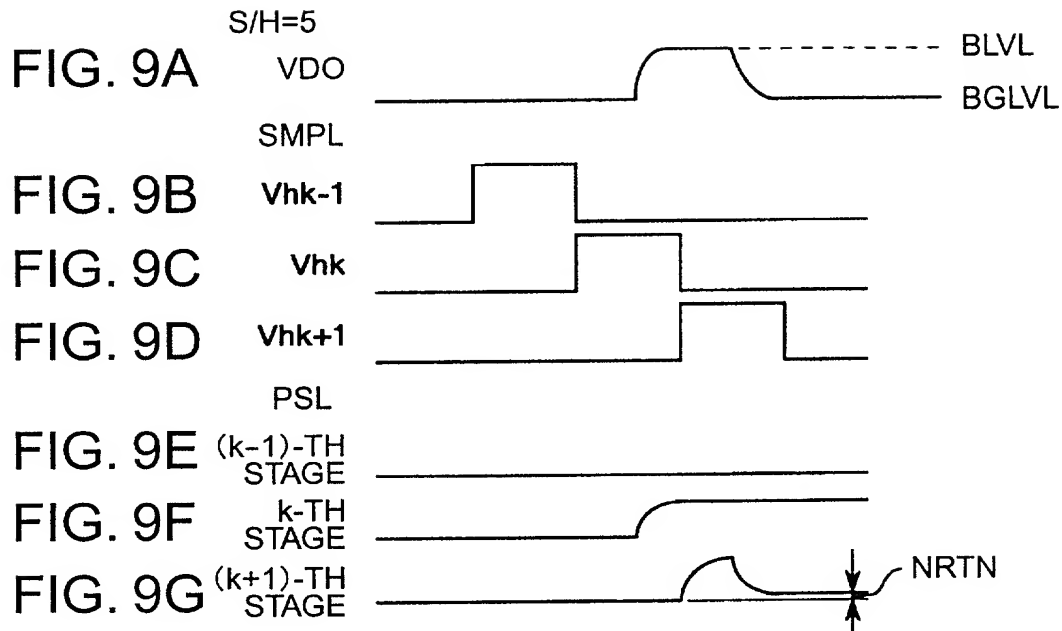 S/H=5
FIG. 9A VDO BLVL
BGLVL
SMPL
FIG. 9B Vhk-1
FIG. 9C Vhk
FIG. 9D Vhk+1
PSL
FIG. 9E (k-1)-TH STAGE
FIG. 9F k-TH STAGE
FIG. 9G (k+1)-TH STAGE NRTN